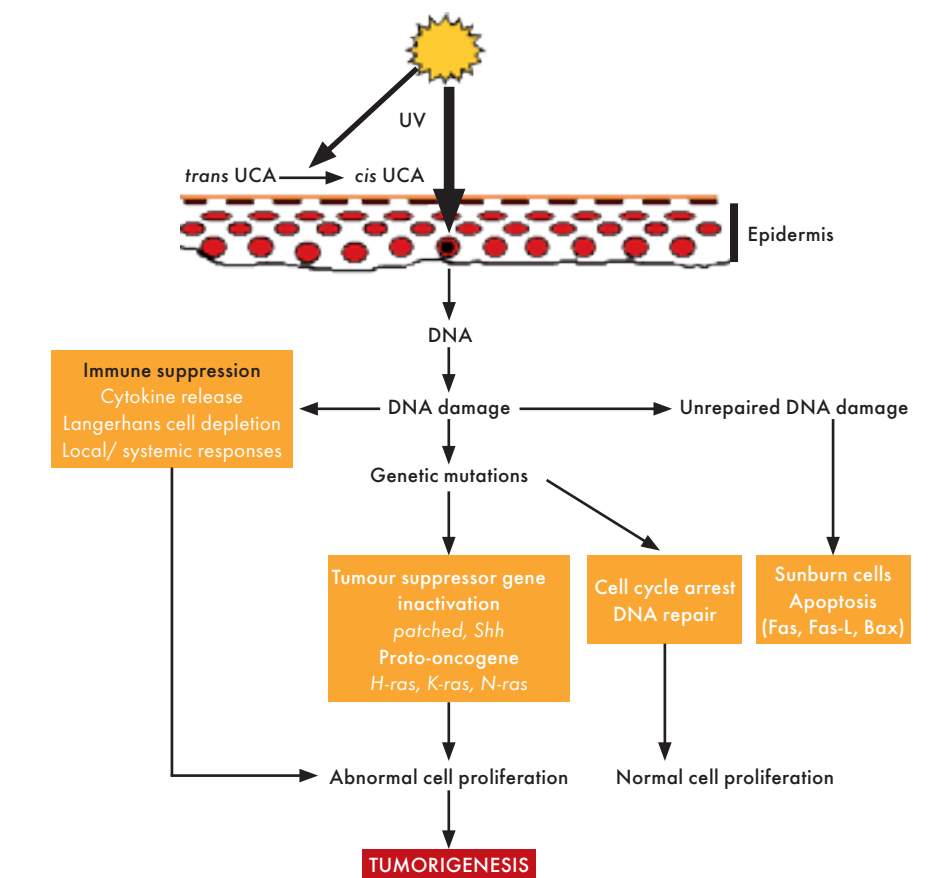 UV
trans UCA
cis UCA
Epidermis
DNA
Immune suppression
Cytokine release
Langerhans cell depletion
Local/ systemic responses
DNA damage
Unrepaired DNA damage
Genetic mutations
Tumour suppressor gene
inactivation
patched, Shh
Proto-oncogene
H-ras, K-ras, N-ras
Cell cycle arrest
DNA repair
Sunburn cells
Apoptosis
(Fas, Fas-L, Bax)
Abnormal cell proliferation
Normal cell proliferation
TUMORIGENESIS